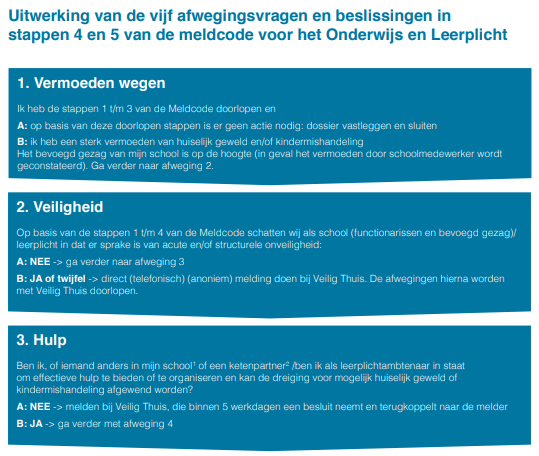 Uitwerking van de vijf afwegingsvragen en beslissingen in
stappen 4 en 5 van de meldcode voor het Onderwijs en Leerplicht
1. Vermoeden wegen
Ik heb de stappen 1 t/m 3 van de Meldcode doorlopen en
A: op basis van deze doorlopen stappen is er geen actie nodig: dossier vastleggen en sluiten
B: ik heb een sterk vermoeden van huiselijk geweld en/of kindermishandeling
Het bevoegd gezag van mijn school is op de hoogte (in geval het vermoeden door schoolmedewerker wordt
geconstateerd). Ga verder naar afweging 2.
2. Veiligheid
Op basis van de stappen 1 t/m 4 van de Meldcode schatten wij als school (functionarissen en bevoegd gezag)/
leerplicht in dat er sprake is van acute en/of structurele onveiligheid:
A: NEE -> ga verder naar afweging 3
B: JA of twijfel -> direct (telefonisch) (anoniem) melding doen bij Veilig Thuis. De afwegingen hierna worden
met Veilig Thuis doorlopen.
3. Hulp
Ben ik, of iemand anders in mijn school¹ of een ketenpartner² /ben ik als leerplichtambtenaar in staat
om effectieve hulp te bieden of te organiseren en kan de dreiging voor mogelijk huiselijk geweld of
kindermishandeling afgewend worden?
A: NEE -> melden bij Veilig Thuis, die binnen 5 werkdagen een besluit neemt en terugkoppelt naar de melder
B: JA -> ga verder met afweging 4